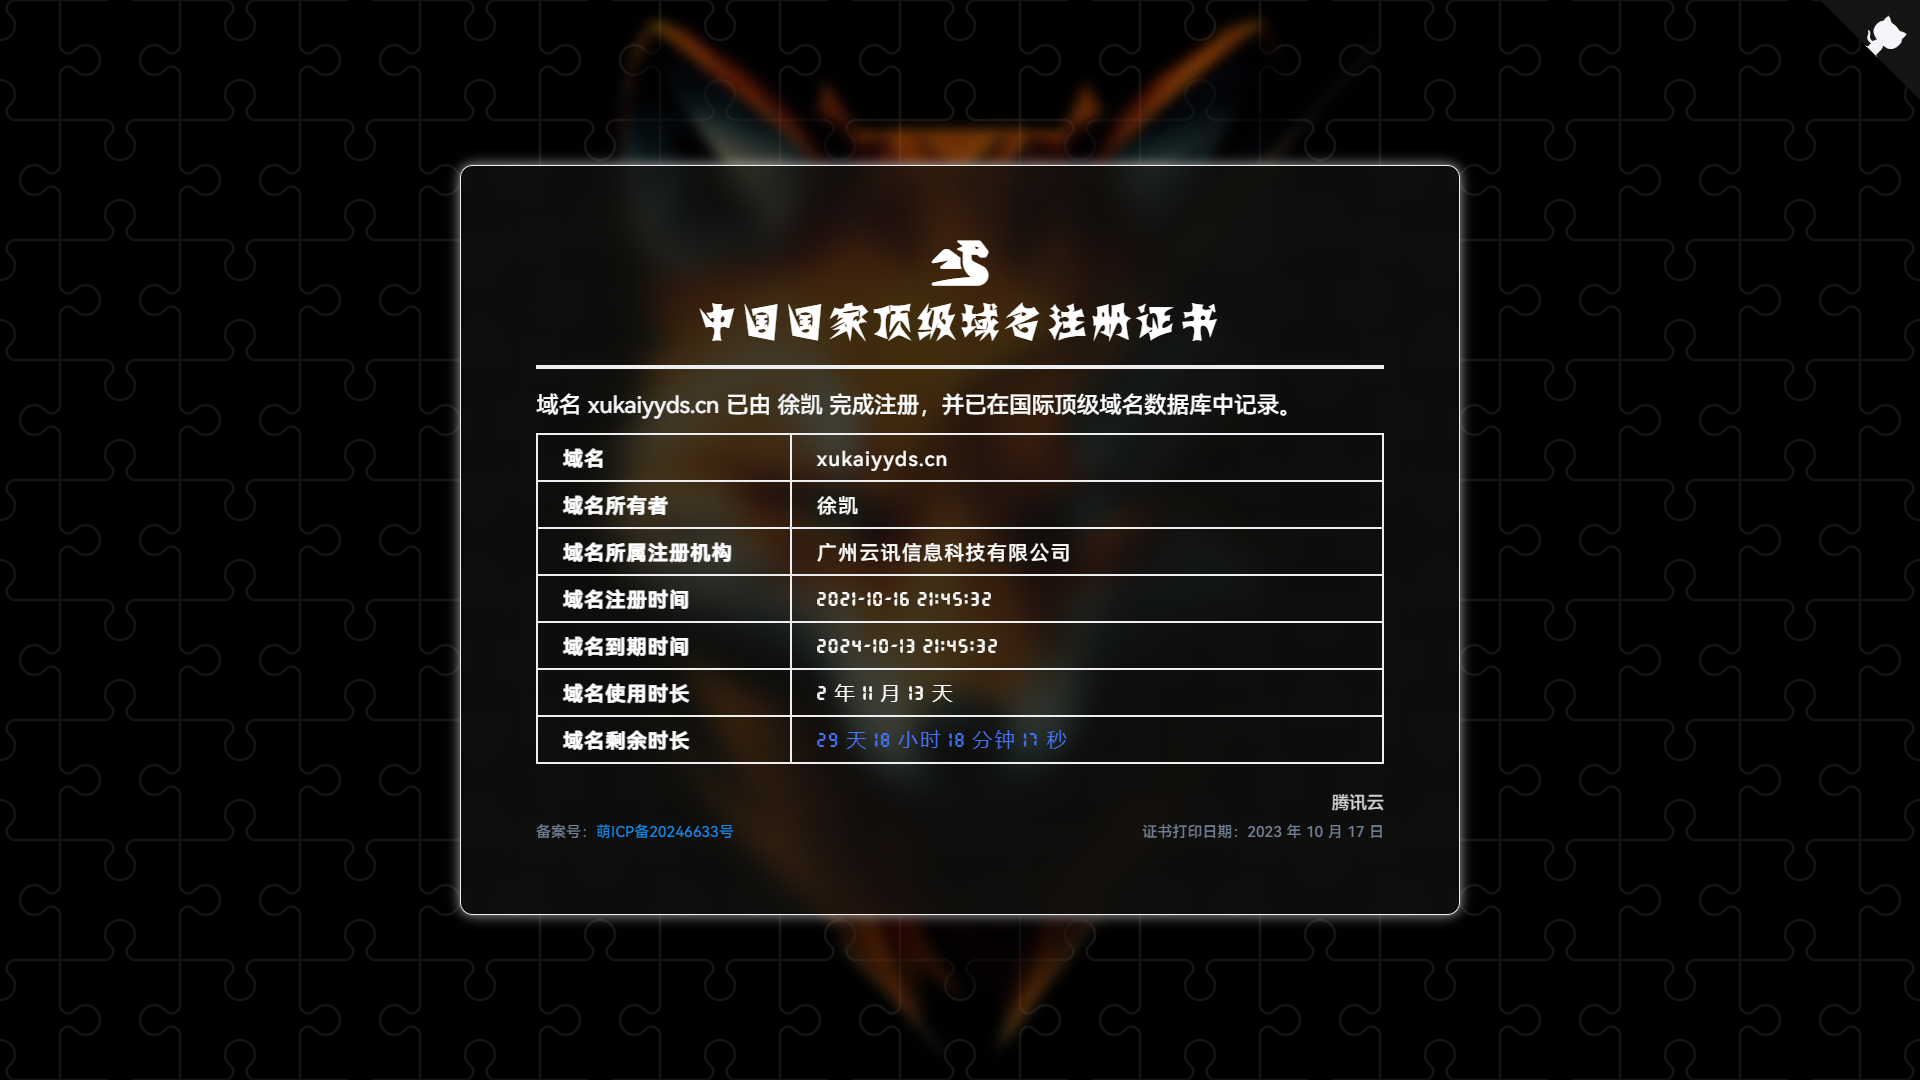 中国国家顶级域名注册证书
域名 xukaiyyds.cn 已由 徐凯 完成注册，并已在国际顶级域名数据库中记录。
域名 xukaiyyds.cn
域名所有者 徐凯
域名所属注册机构 广州云讯信息科技有限公司
域名注册时间 2021-10-16 21:45:32
域名到期时间 2024-10-13 21:45:32
域名使用时长 2 年 11 月 13 天
域名剩余时长 29 天 18 小时 18 分钟 17 秒
腾讯云
备案号：萌ICP备20246633号 证书打印日期：2023 年 10 月 17 日